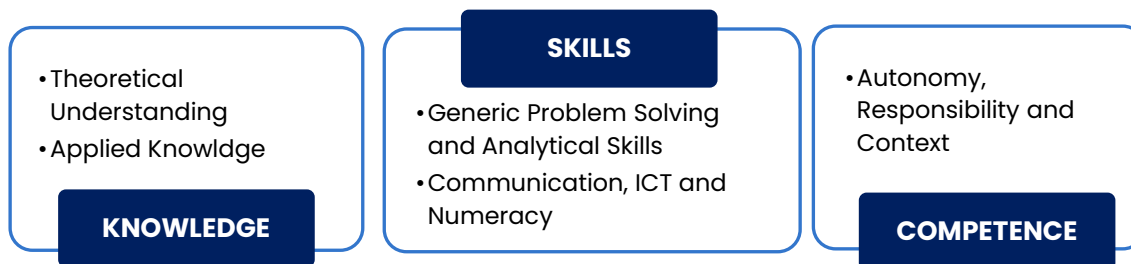 •Theoretical
Understanding
•Applied Knowldge
KNOWLEDGE
SKILLS
•Generic Problem Solving
and Analytical Skills
•Communication, ICT and
Numeracy
•Autonomy,
Responsibility and
Context
COMPETENCE